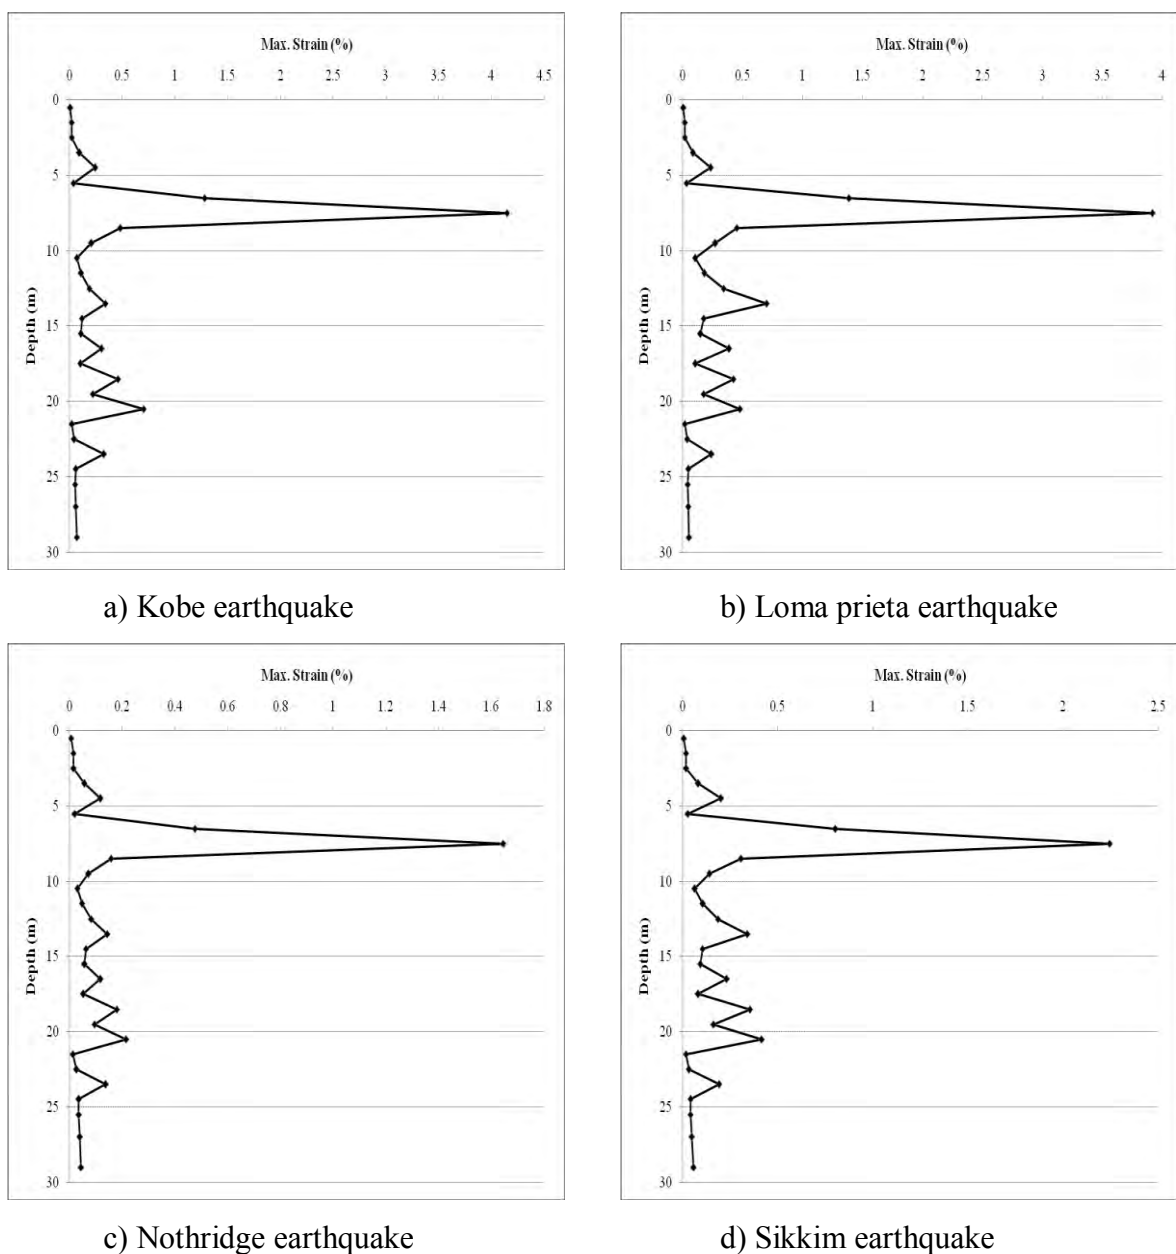 Max. Strain (%)
0 0.5 1 1.5 2 2.5 3 3.5 4 4.5
0
5
10
15
20
25
30
Depth (m)
a) Kobe earthquake
Max. Strain (%)
0 0.5 1 1.5 2 2.5 3 3.5 4
0
5
10
15
20
25
30
Depth (m)
b) Loma prieta earthquake
Max. Strain (%)
0 0.2 0.4 0.6 0.8 1 1.2 1.4 1.6 1.8
0
5
10
15
20
25
30
Depth (m)
c) Nothridge earthquake
Max. Strain (%)
0 0.5 1 1.5 2 2.5
0
5
10
15
20
25
30
Depth (m)
d) Sikkim earthquake